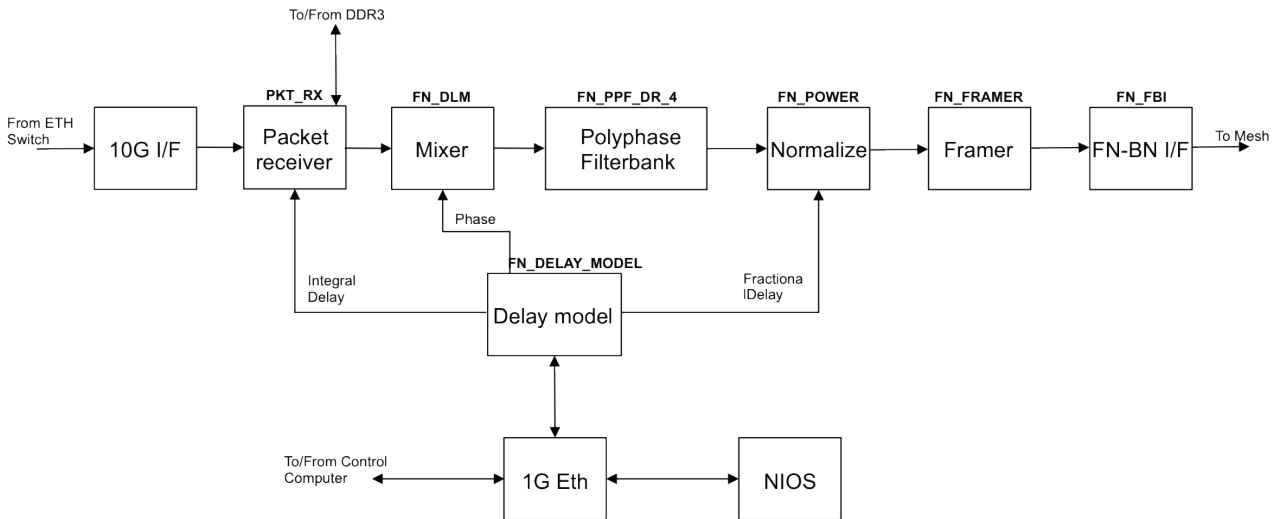 To/From DDR3
PKT_RX
FN_DLM
FN_PPF_DR_4
FN_POWER
FN_FRAMER
FN_FBI
From ETH
Switch
10G I/F
Packet
receiver
Mixer
Polyphase
Filterbank
Normalize
Framer
FN-BN I/F
To Mesh
Phase
FN_DELAY_MODEL
Integral
Delay
Delay model
Fractiona
lDelay
To/From Control
Computer
1G Eth
NIOS